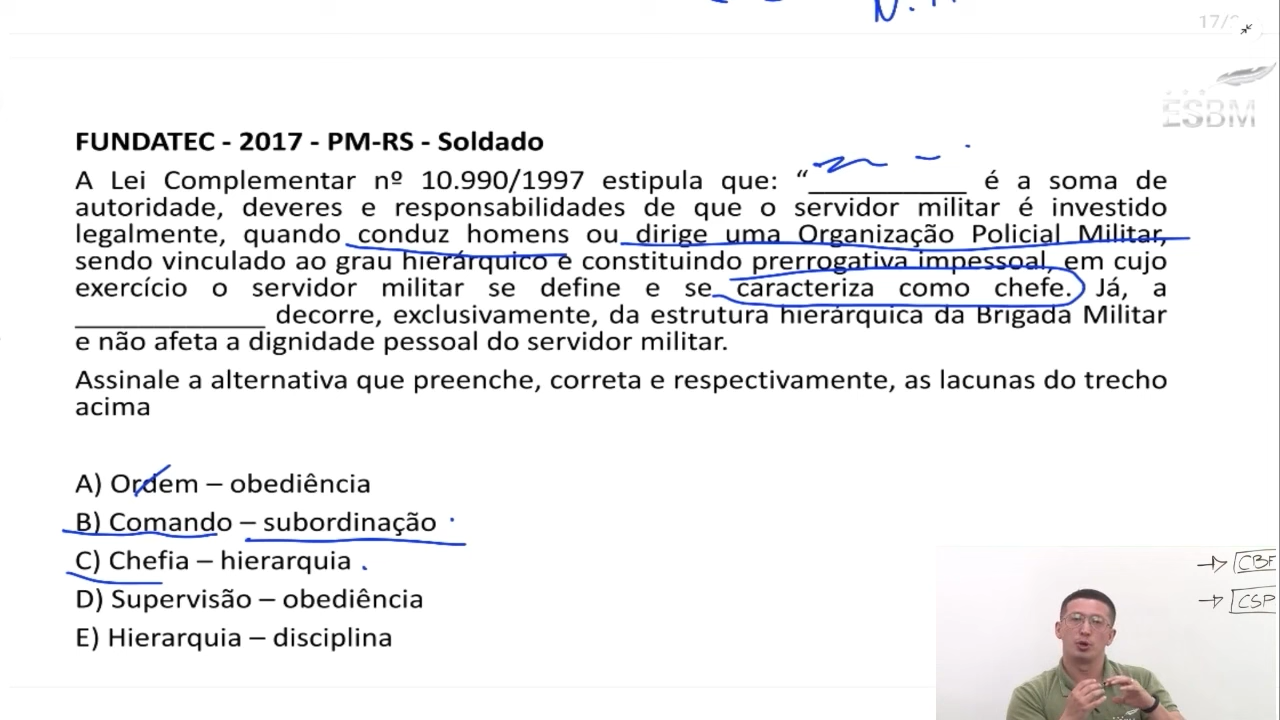 N.
17/
ESBM
FUNDATEC - 2017 - PM-RS - Soldado
A Lei Complementar nº 10.990/1997 estipula que: “___________ é a soma de
autoridade, deveres e responsabilidades de que o servidor militar é investido
legalmente, quando conduz homens ou dirige uma Organização Policial Militar,
sendo vinculado ao grau hierárquico e constituindo prerrogativa impessoal, em cujo
exercício o servidor militar se define e se caracteriza como chefe. Já, a
_____________ decorre, exclusivamente, da estrutura hierárquica da Brigada Militar
e não afeta a dignidade pessoal do servidor militar.
Assinale a alternativa que preenche, correta e respectivamente, as lacunas do trecho
acima
A) Ordem – obediência
B) Comando – subordinação
C) Chefia – hierarquia
D) Supervisão – obediência
E) Hierarquia – disciplina
CBF
CSP